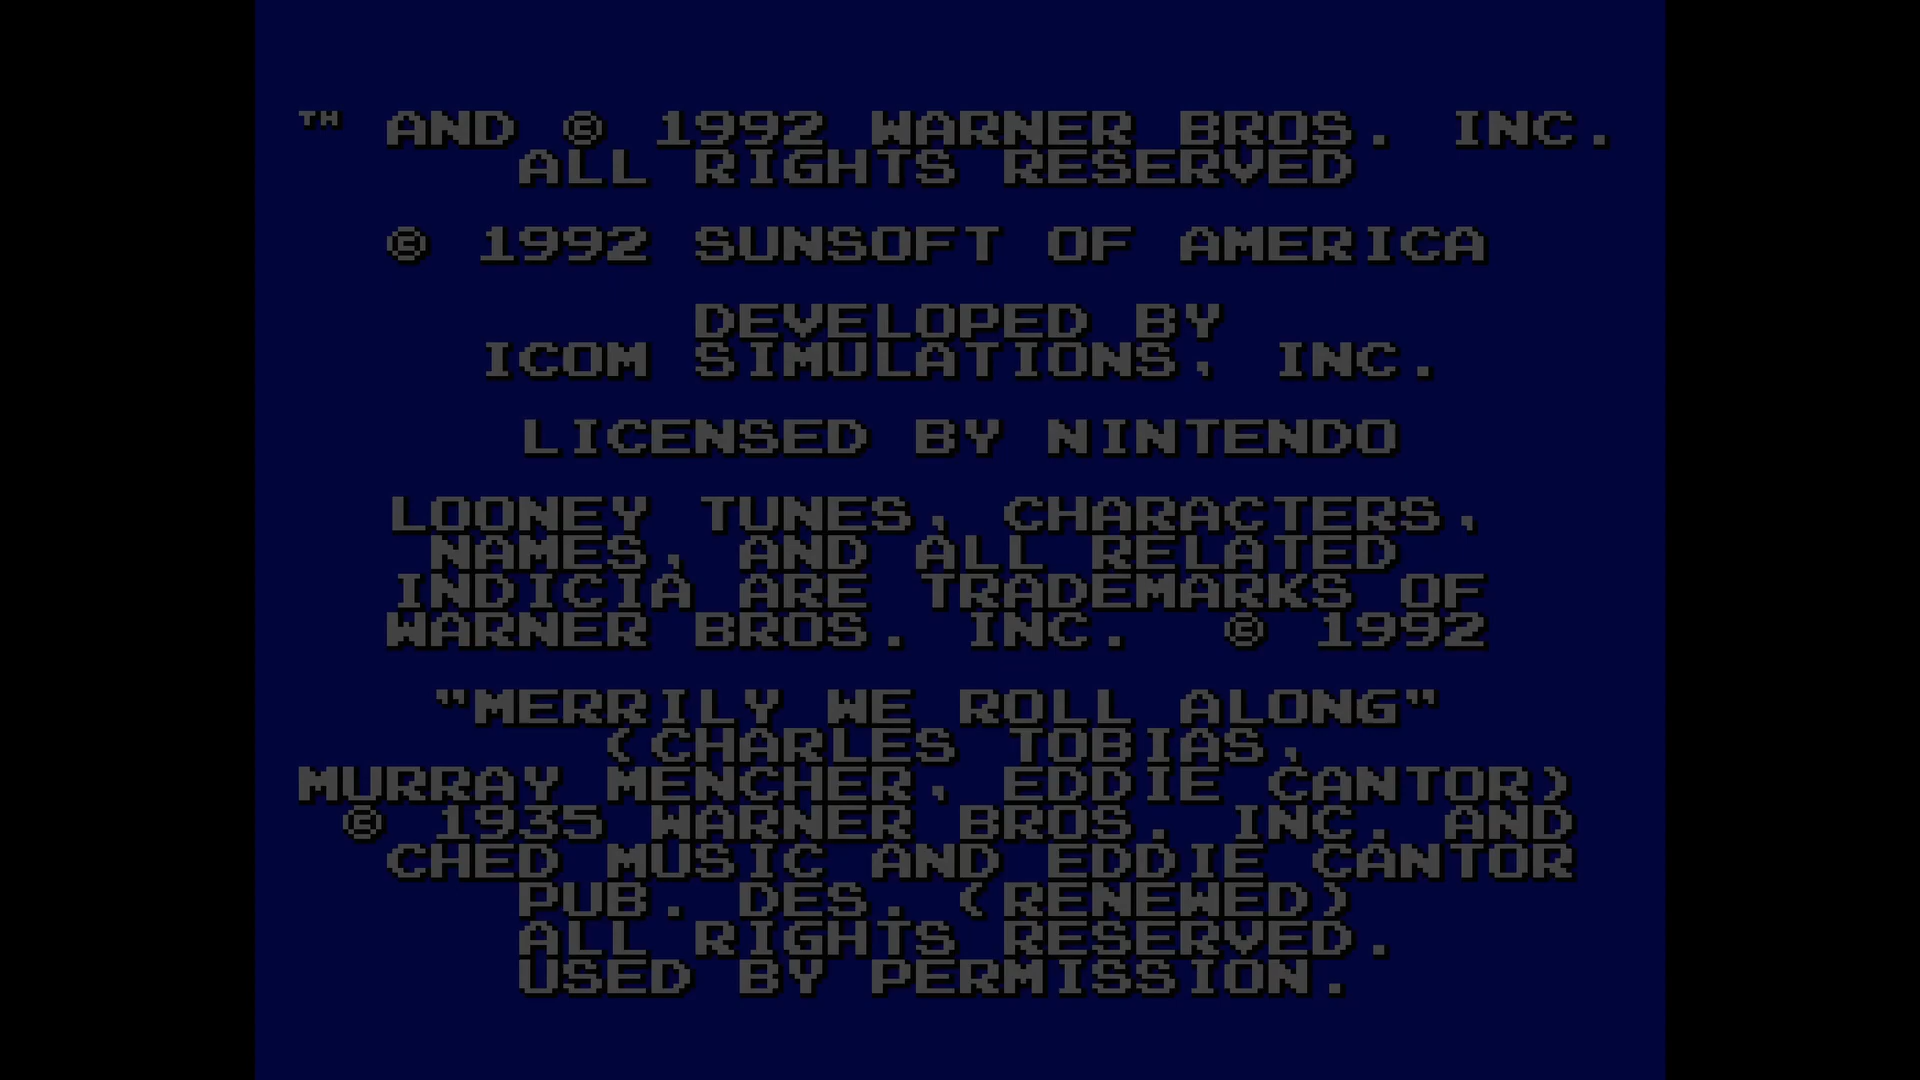 ™ AND © 1992 WARNER BROS. INC.
ALL RIGHTS RESERVED
© 1992 SUNSOFT OF AMERICA
DEVELOPED BY
ICOM SIMULATIONS, INC.
LICENSED BY NINTENDO
LOONEY TUNES, CHARACTERS,
NAMES, AND ALL RELATED
INDICIA ARE TRADEMARKS OF
WARNER BROS. INC. © 1992
"MERRILY WE ROLL ALONG"
(CHARLES TOBIAS,
MURRAY MENCHER, EDDIE CANTOR)
© 1935 WARNER BROS. INC. AND
CHED MUSIC AND EDDIE CANTOR
PUB. DES. (RENEWED)
ALL RIGHTS RESERVED.
USED BY PERMISSION.